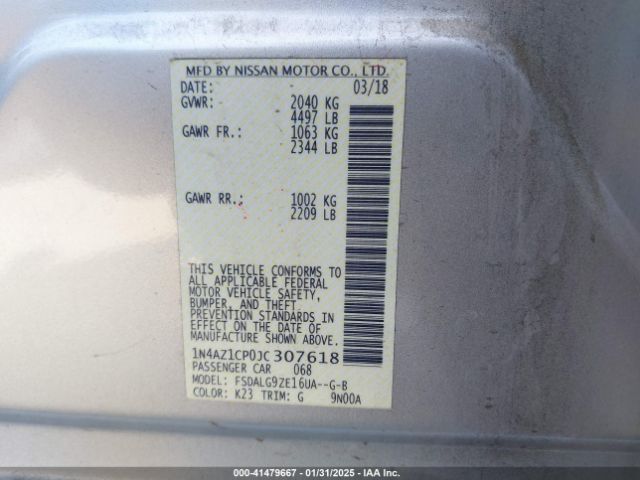 MFD BY NISSAN MOTOR CO., LTD.
DATE: 03/18
GVWR: 2040 KG
4497 LB
GAWR FR.: 1063 KG
2344 LB
GAWR RR.: 1002 KG
2209 LB
THIS VEHICLE CONFORMS TO
ALL APPLICABLE FEDERAL
MOTOR VEHICLE SAFETY,
BUMPER, AND THEFT
PREVENTION STANDARDS IN
EFFECT ON THE DATE OF
MANUFACTURE SHOWN ABOVE.
1N4AZ1CP0JC307618
PASSENGER CAR 068
MODEL: FSDALG9ZE16UA--G-B
COLOR: K23 TRIM: G 9N00A
000-41479667 - 01/31/2025 - IAA Inc.